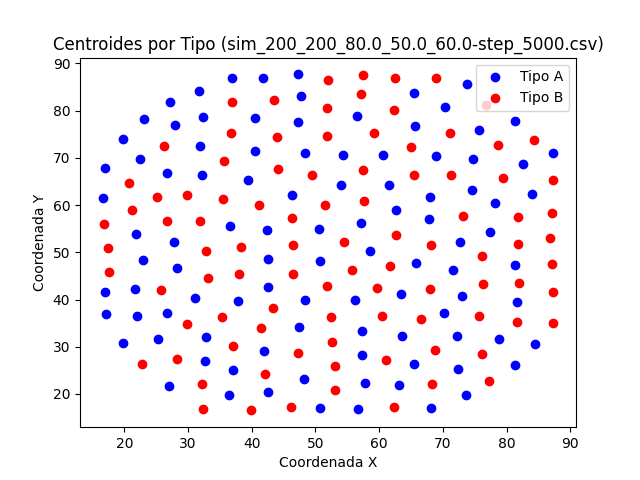 Centroides por Tipo (sim_200_200_80.0_50.0_60.0-step_5000.csv)
Tipo A
Tipo B
Coordenada Y
90
80
70
60
50
40
30
20
20 30 40 50 60 70 80 90
Coordenada X